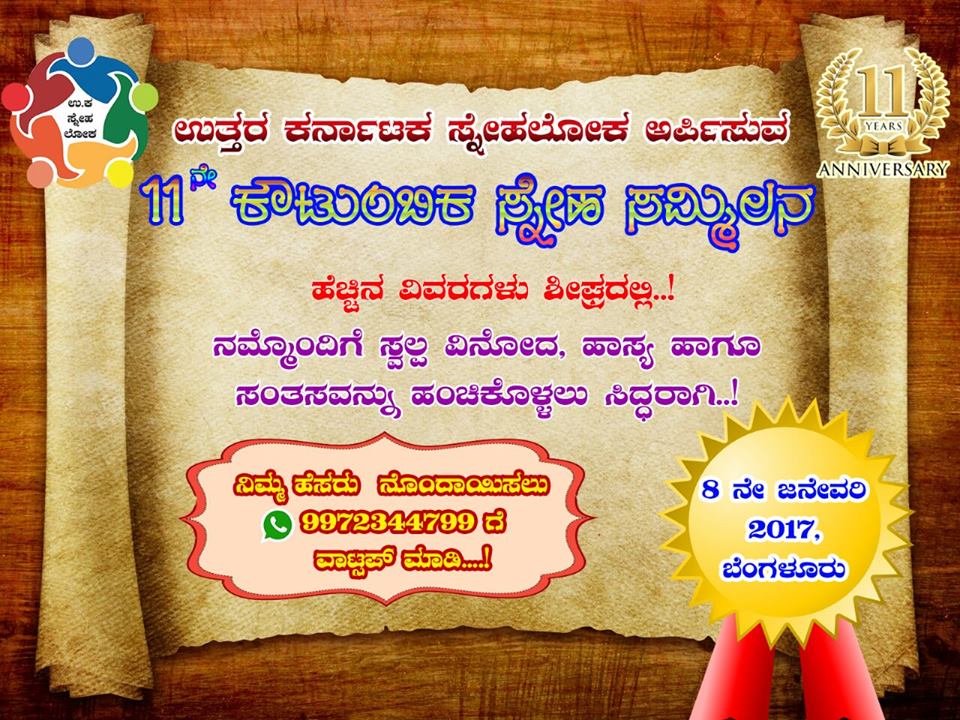 ಉ.ಕ
ಸ್ನೇಹ
ಲೋಕ
11
YEARS
ANNIVERSARY
ಉತ್ತರ ಕರ್ನಾಟಕ ಸ್ನೇಹಲೋಕ ಅರ್ಪಿಸುವ
11ನೇ ಕೌಟುಂಬಿಕ ಸ್ನೇಹ ಸಮ್ಮಿಲನ
ಹೆಚ್ಚಿನ ವಿವರಗಳು ಶೀಘ್ರದಲ್ಲಿ..!
ನಮ್ಮೊಂದಿಗೆ ಸ್ವಲ್ಪ ವಿನೋದ, ಹಾಸ್ಯ ಹಾಗೂ
ಸಂತಸವನ್ನು ಹಂಚಿಕೊಳ್ಳಲು ಸಿದ್ಧರಾಗಿ..!
ನಿಮ್ಮ ಹೆಸರು ನೊಂದಾಯಿಸಲು
9972344799 ಗೆ
ವಾಟ್ಸಪ್ ಮಾಡಿ....!
8 ನೇ ಜನೇವರಿ
2017,
ಬೆಂಗಳೂರು